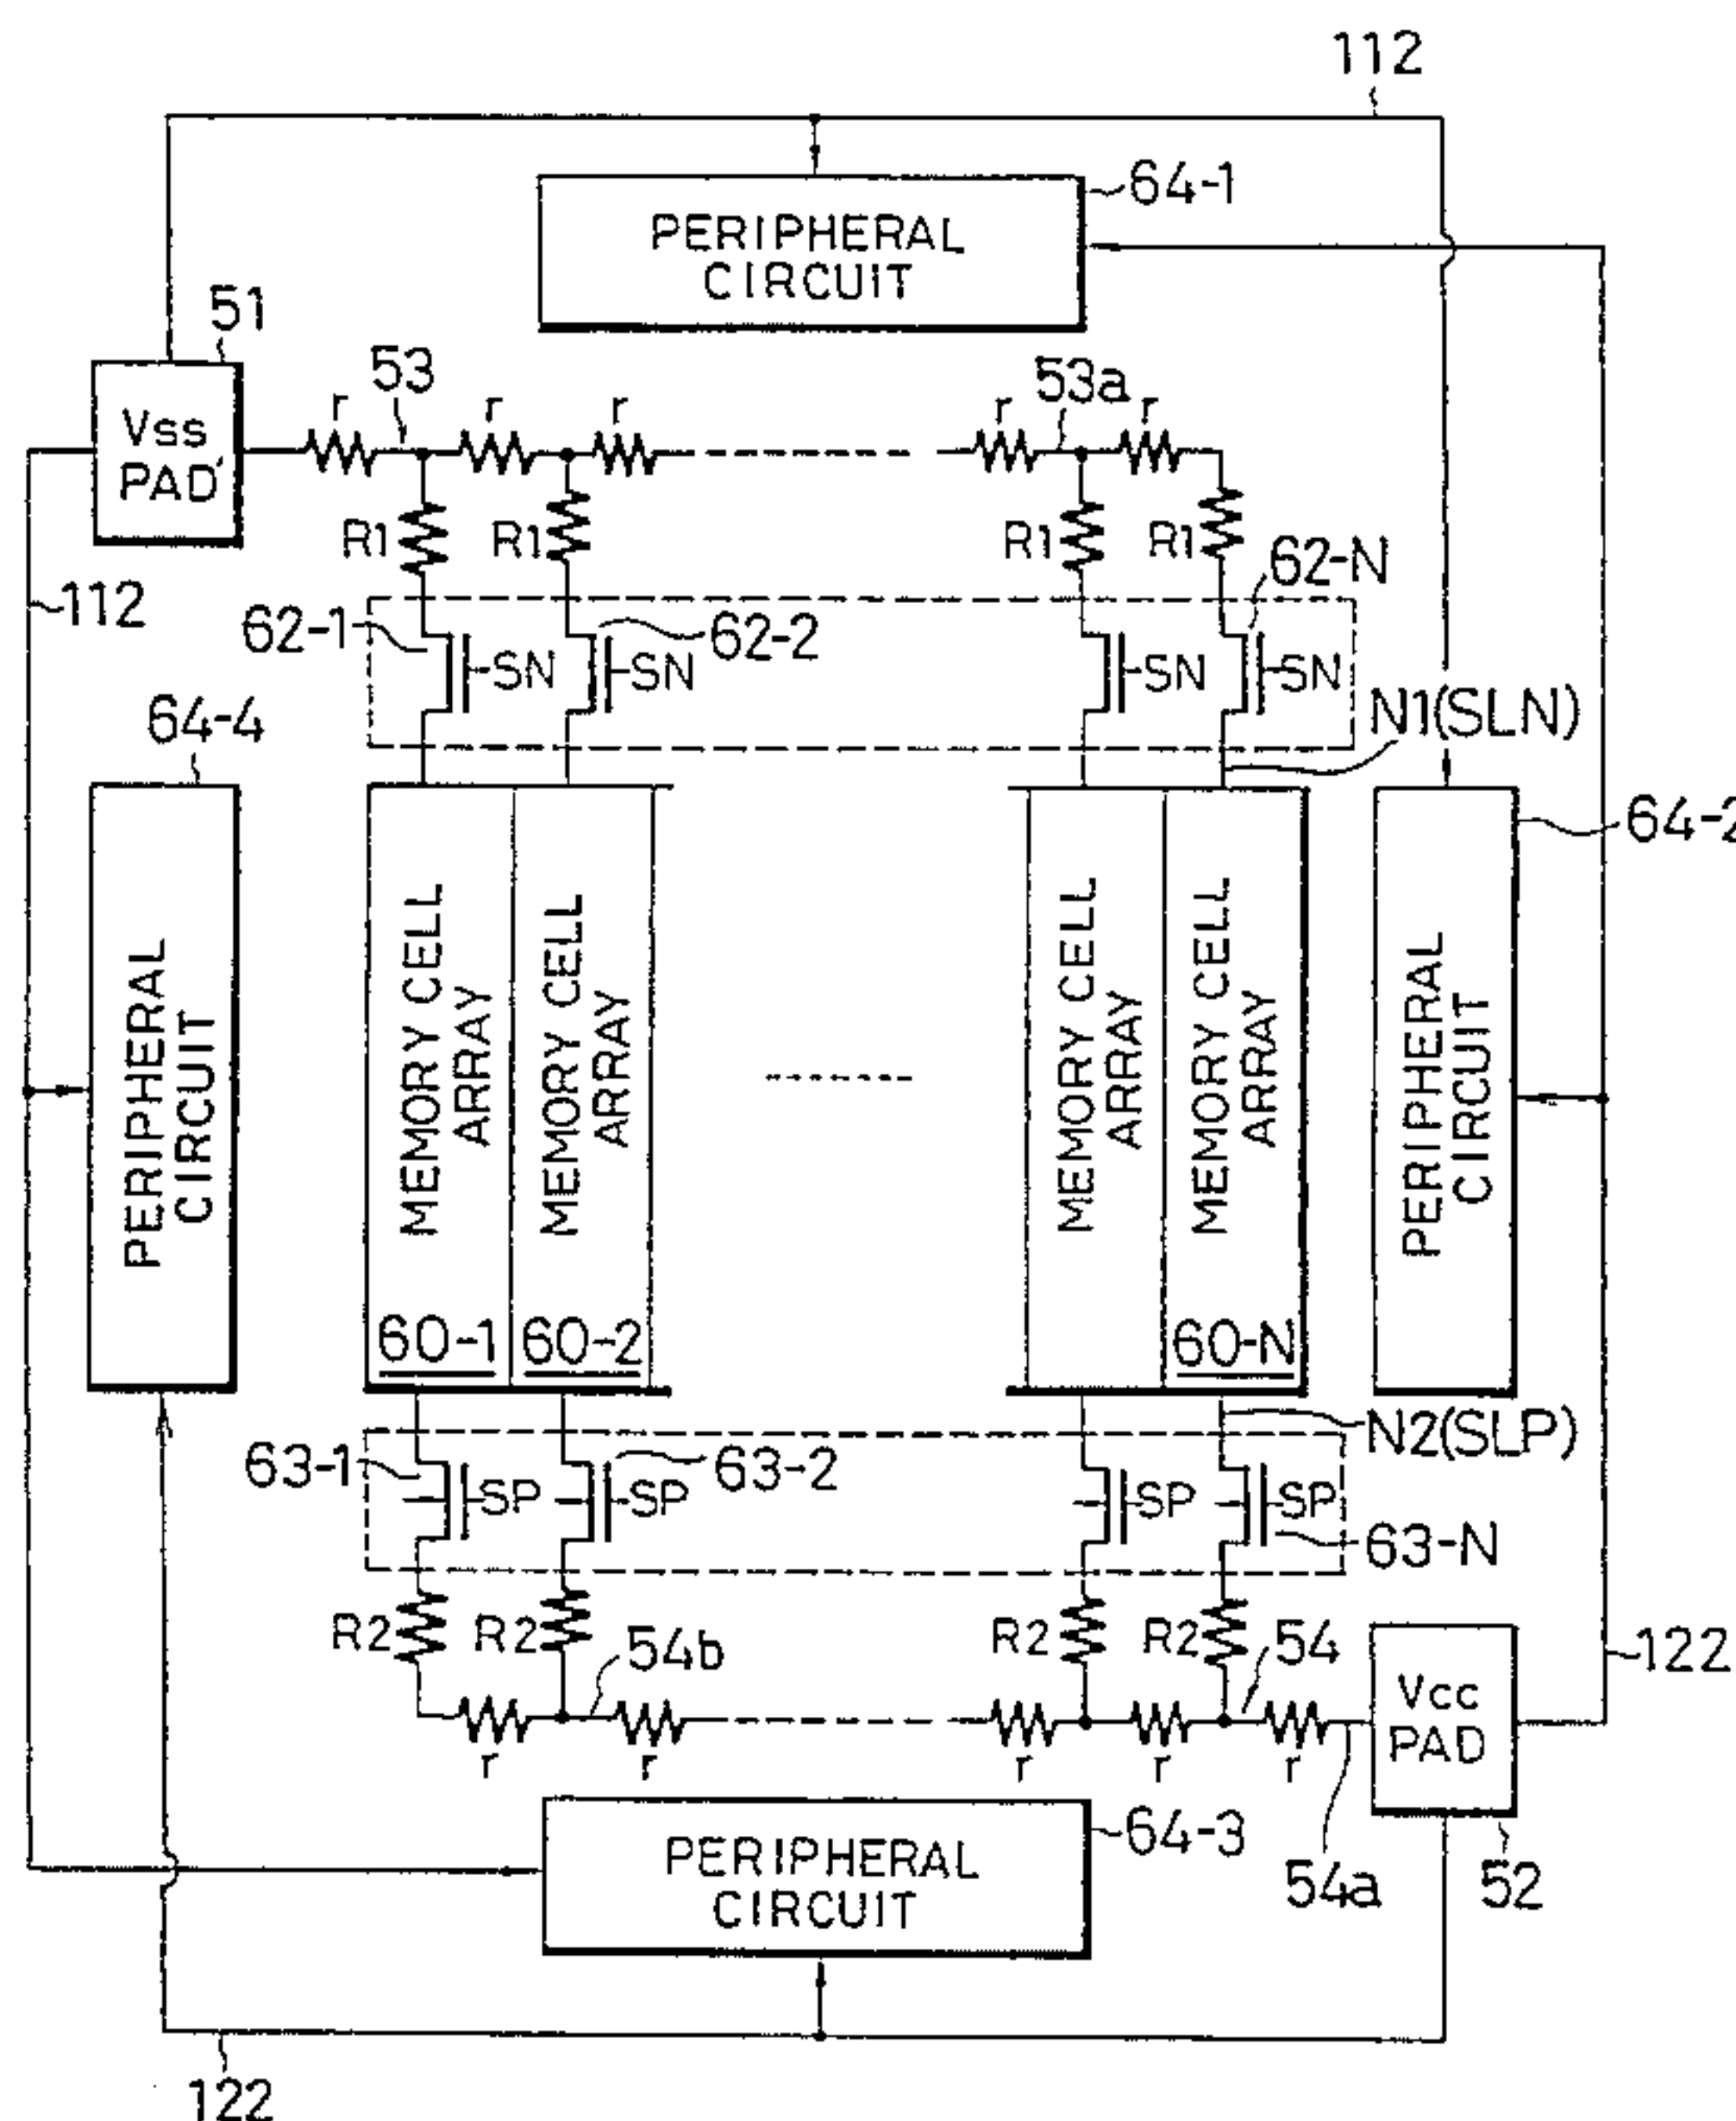 112
64-1
PERIPHERAL
CIRCUIT
51
53
53a
r
r
r
r
r
Vss
PAD
R1
R1
R1
R1
62-N
112
62-1
62-2
SN
SN
SN
SN
N1(SLN)
64-4
64-2
PERIPHERAL
CIRCUIT
MEMORY CELL
ARRAY
MEMORY CELL
ARRAY
MEMORY CELL
ARRAY
MEMORY CELL
ARRAY
PERIPHERAL
CIRCUIT
60-1
60-2
60-N
N2(SLP)
63-1
63-2
SP
SP
SP
SP
63-N
R2
R2
R2
R2
54b
54
122
Vcc
PAD
r
r
r
r
r
64-3
PERIPHERAL
CIRCUIT
54a
52
122